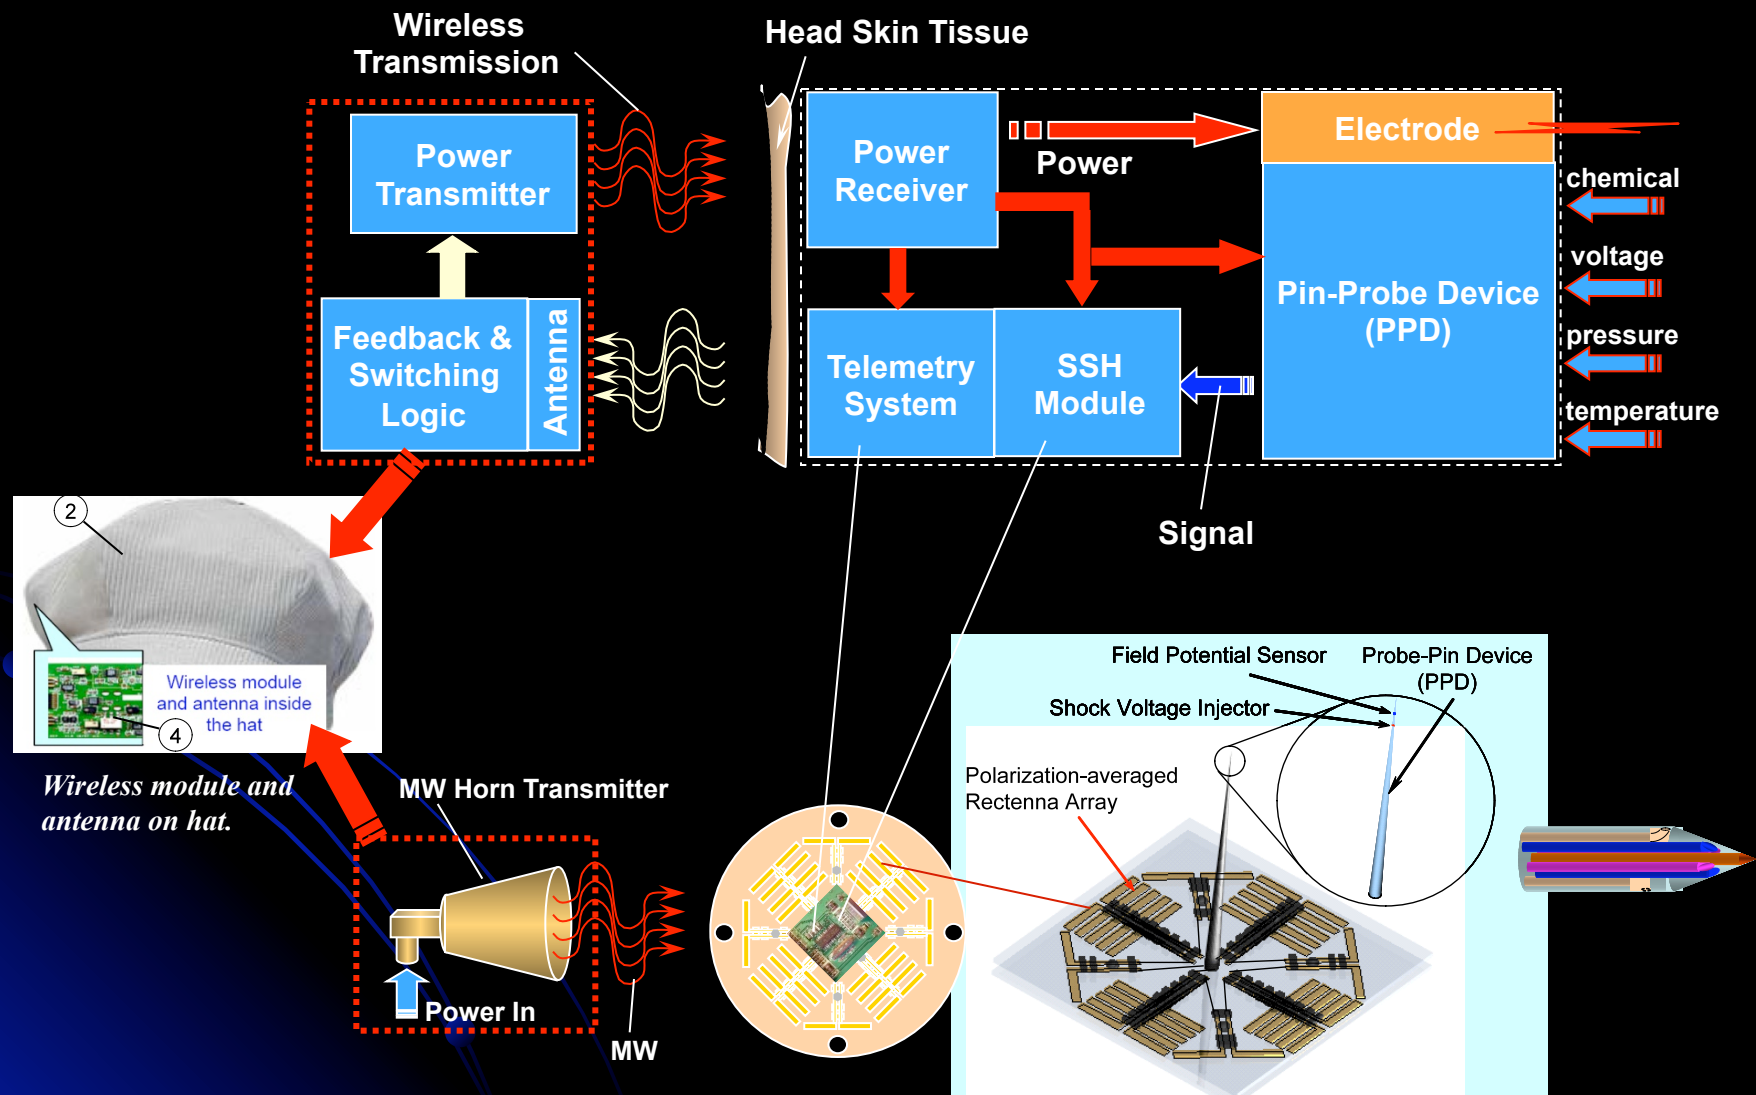 Wireless
Transmission
Head Skin Tissue
Power
Transmitter
Power
Receiver
Power
Electrode
chemical
voltage
Pin-Probe Device
(PPD)
pressure
temperature
Feedback &
Switching
Logic
Antenna
Telemetry
System
SSH
Module
Signal
2
Wireless module
and antenna inside
the hat
4
Wireless module and
antenna on hat.
MW Horn Transmitter
Power In
MW
Field Potential Sensor
Probe-Pin Device
(PPD)
Shock Voltage Injector
Polarization-averaged
Rectenna Array